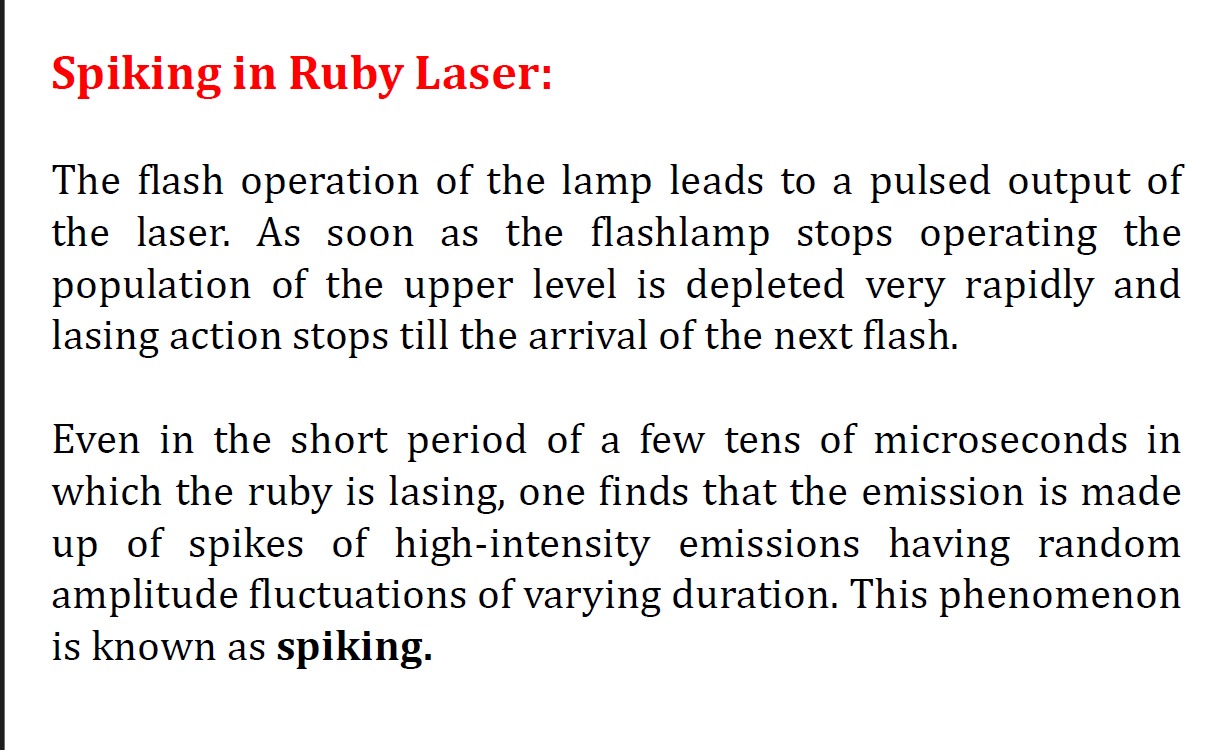 Spiking in Ruby Laser:
The flash operation of the lamp leads to a pulsed output of
the laser. As soon as the flashlamp stops operating the
population of the upper level is depleted very rapidly and
lasing action stops till the arrival of the next flash.
Even in the short period of a few tens of microseconds in
which the ruby is lasing, one finds that the emission is made
up of spikes of high-intensity emissions having random
amplitude fluctuations of varying duration. This phenomenon
is known as spiking.